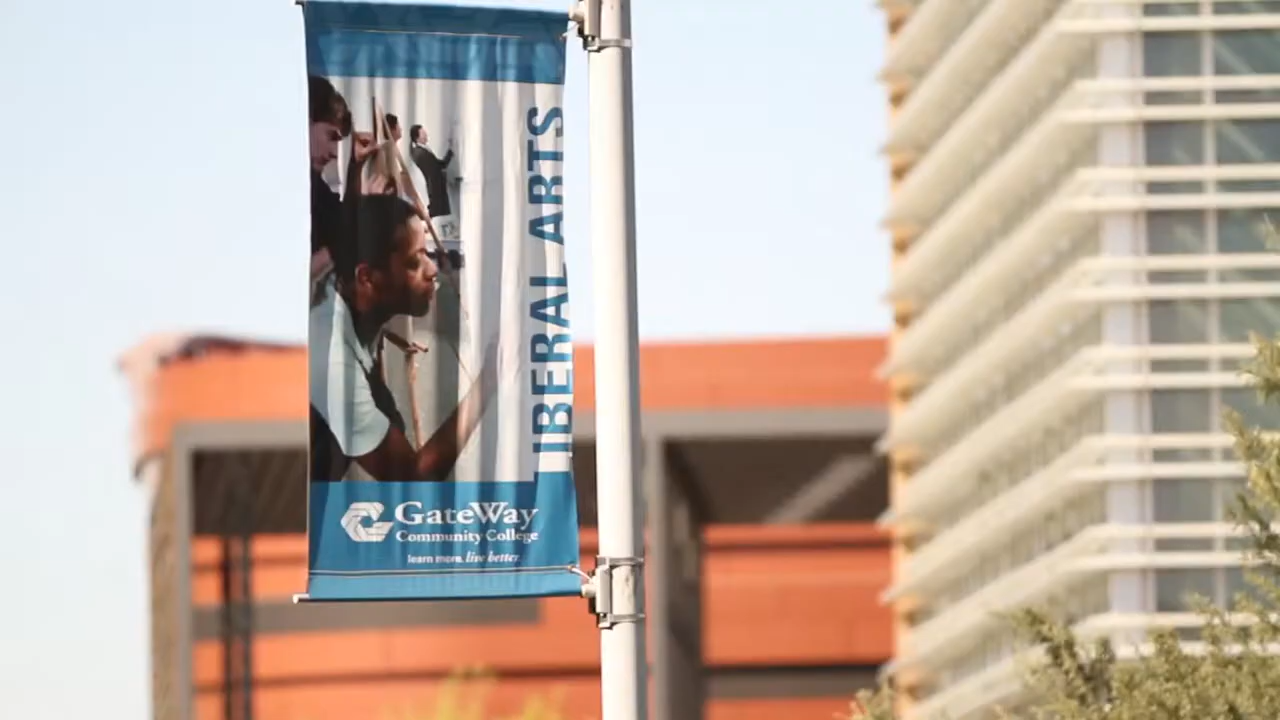 LIBERAL ARTS
GateWay
Community College
learn more. live better.